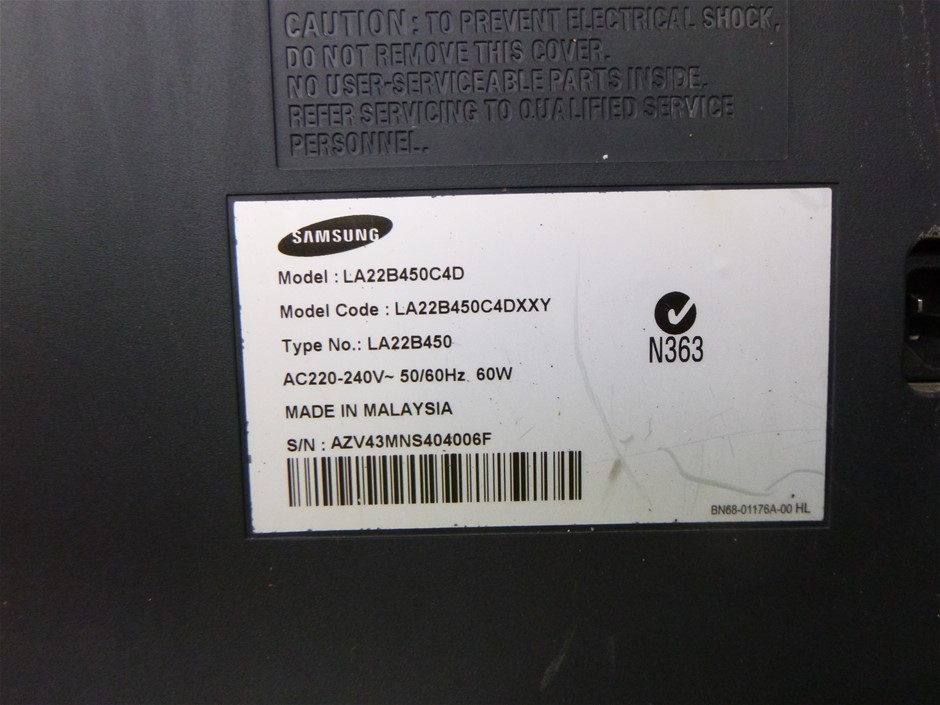 CAUTION : TO PREVENT ELECTRICAL SHOCK,
DO NOT REMOVE THIS COVER.
NO USER-SERVICEABLE PARTS INSIDE.
REFER SERVICING TO QUALIFIED SERVICE
PERSONNEL.
SAMSUNG
Model : LA22B450C4D
Model Code : LA22B450C4DXXY
Type No.: LA22B450
AC220-240V~ 50/60Hz 60W
MADE IN MALAYSIA
S/N : AZV43MNS404006F
N363
BN68-01176A-00 HL